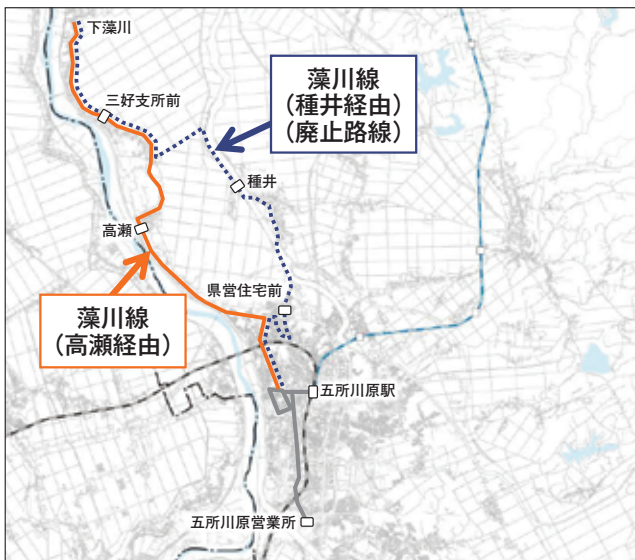 下藻川
三好支所前
藻川線
（種井経由）
（廃止路線）
種井
高瀬
県営住宅前
藻川線
（高瀬経由）
五所川原駅
五所川原営業所